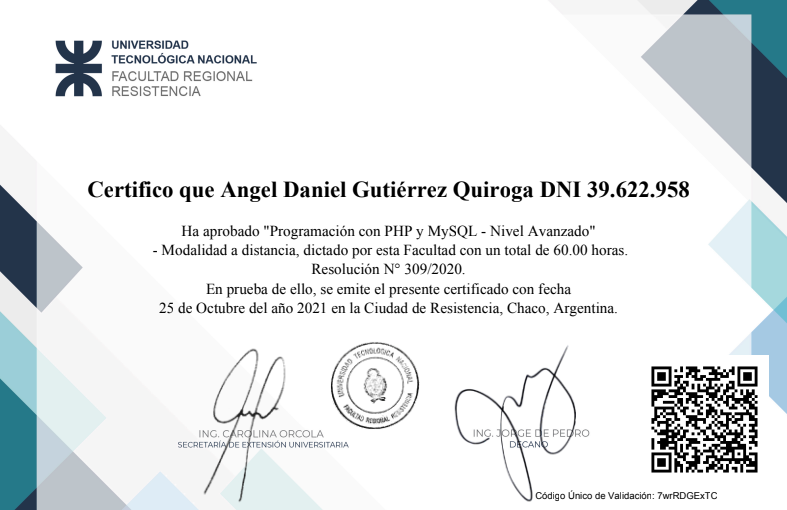 UNIVERSIDAD
TECNOLÓGICA NACIONAL
FACULTAD REGIONAL
RESISTENCIA
Certifico que Angel Daniel Gutiérrez Quiroga DNI 39.622.958
Ha aprobado "Programación con PHP y MySQL - Nivel Avanzado"
- Modalidad a distancia, dictado por esta Facultad con un total de 60.00 horas.
Resolución N° 309/2020.
En prueba de ello, se emite el presente certificado con fecha
25 de Octubre del año 2021 en la Ciudad de Resistencia, Chaco, Argentina.
UNIVERSIDAD TECNOLÓGICA NACIONAL
FACULTAD REGIONAL RESISTENCIA
ING. CAROLINA ORCOLA
SECRETARÍA DE EXTENSIÓN UNIVERSITARIA
ING. JORGE DE PEDRO
DECANO
Código Único de Validación: 7wrRDGExTC